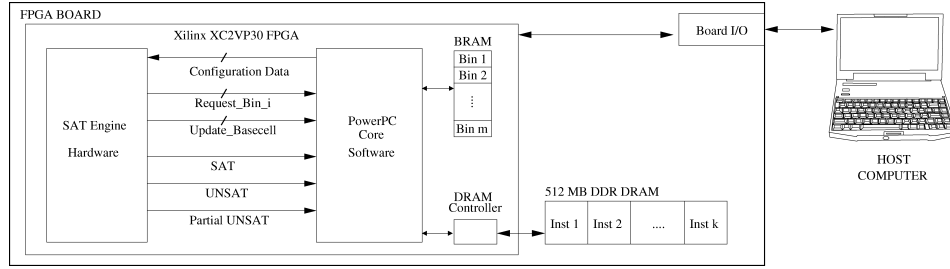 FPGA BOARD
Xilinx XC2VP30 FPGA
SAT Engine
Hardware
Configuration Data
Request_Bin_i
Update_Basecell
SAT
UNSAT
Partial UNSAT
PowerPC
Core
Software
BRAM
Bin 1
Bin 2
⋮
Bin m
DRAM
Controller
512 MB DDR DRAM
Inst 1 Inst 2 .... Inst k
Board I/O
HOST
COMPUTER